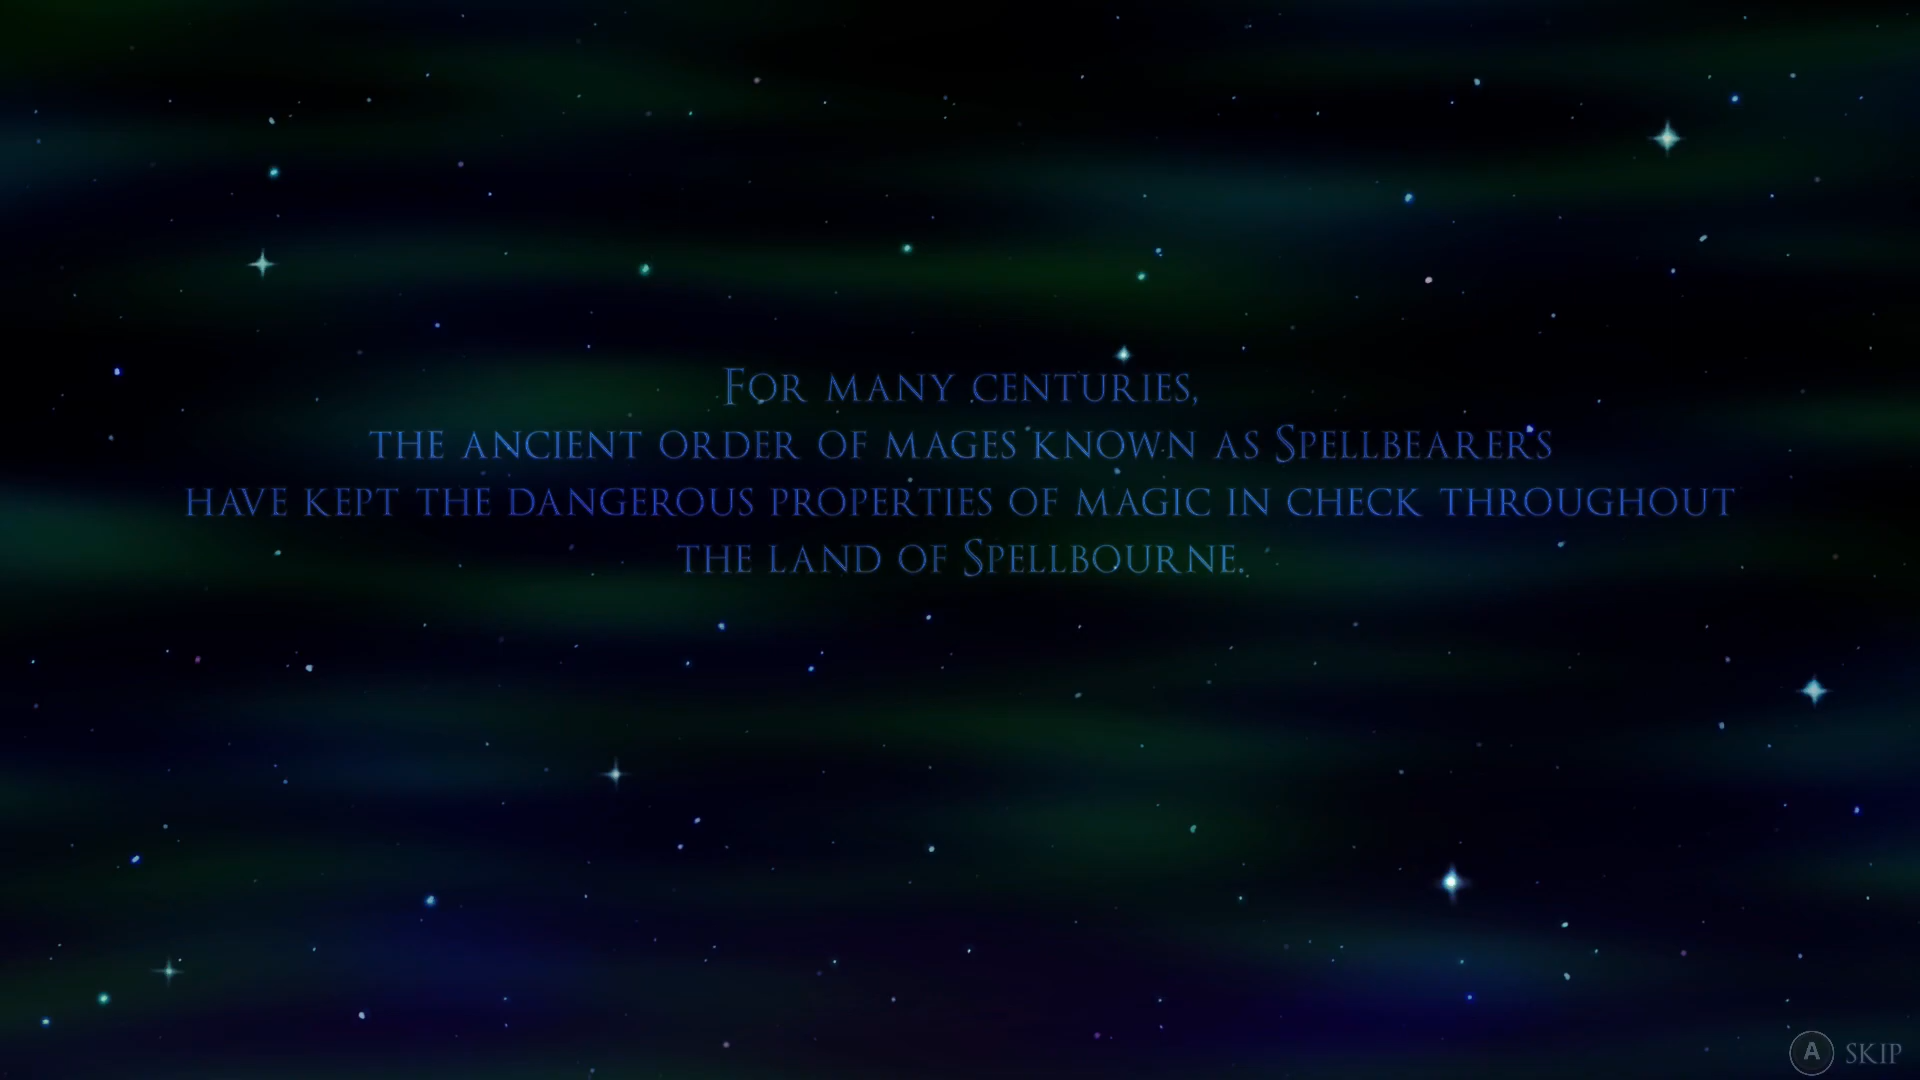 For many centuries,
the ancient order of mages known as Spellbearers
have kept the dangerous properties of magic in check throughout
the land of Spellbourne.
A SKIP